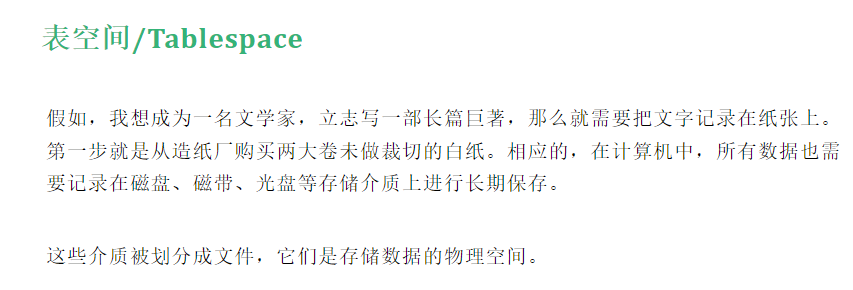 表空间/Tablespace
假如，我想成为一名文学家，立志写一部长篇巨著，那么就需要把文字记录在纸张上。
第一步就是从造纸厂购买两大卷未做裁切的白纸。相应的，在计算机中，所有数据也需
要记录在磁盘、磁带、光盘等存储介质上进行长期保存。
这些介质被划分成文件，它们是存储数据的物理空间。